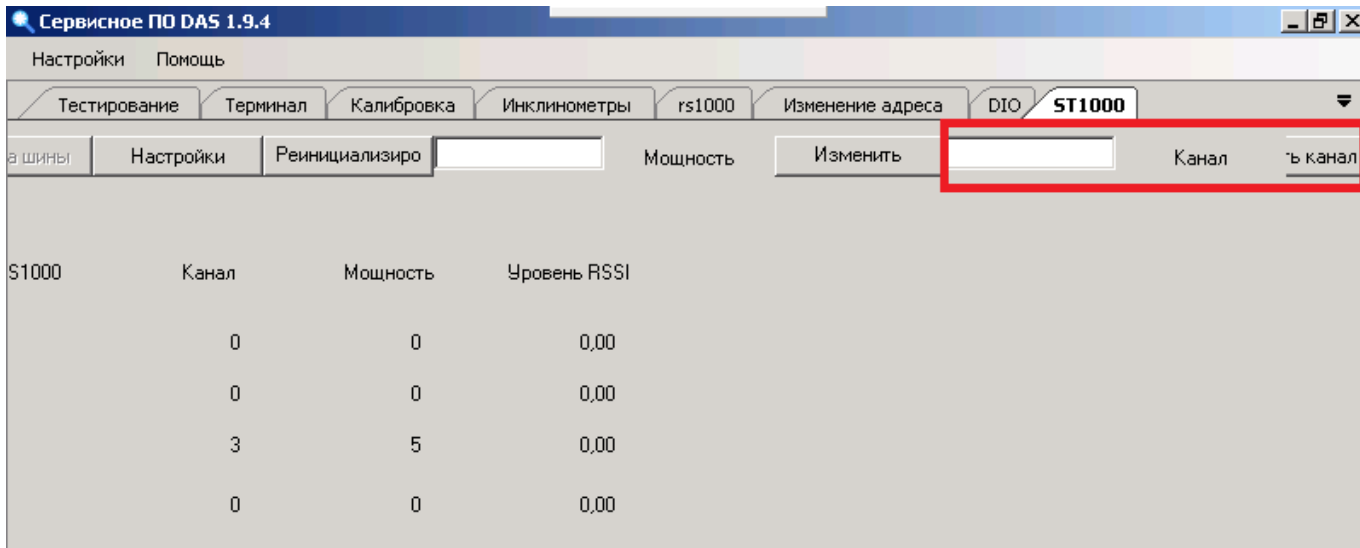 Сервисное ПО DAS 1.9.4
Настройки Помощь
Тестирование Терминал Калибровка Инклинометры rs1000 Изменение адреса DIO ST1000
а шины Настройки Реинициализиро Мощность Изменить Канал ть канал
S1000 Канал Мощность Уровень RSSI
0 0 0,00
0 0 0,00
3 5 0,00
0 0 0,00